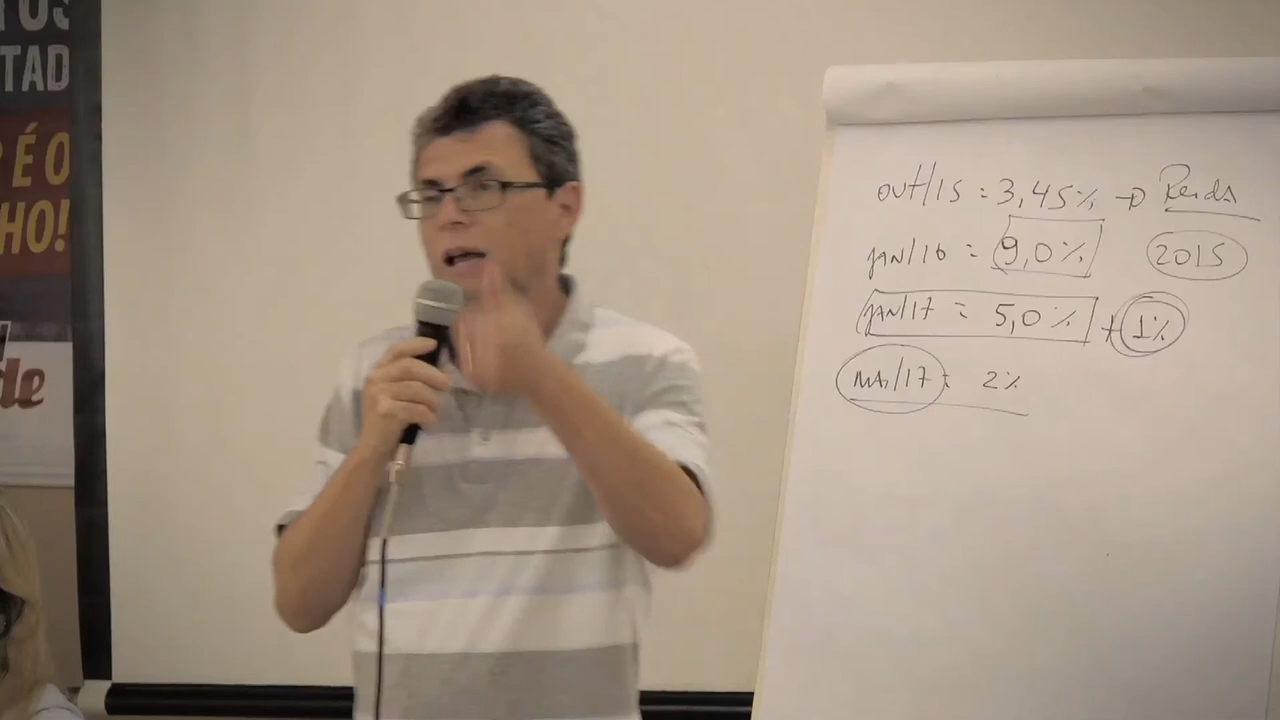 TAD
É O
HO!
de
out/15 = 3,45% → Perda
jan/16 = 9,0% 2015
jan/17 = 5,0% + 1%
mai/17 = 2%